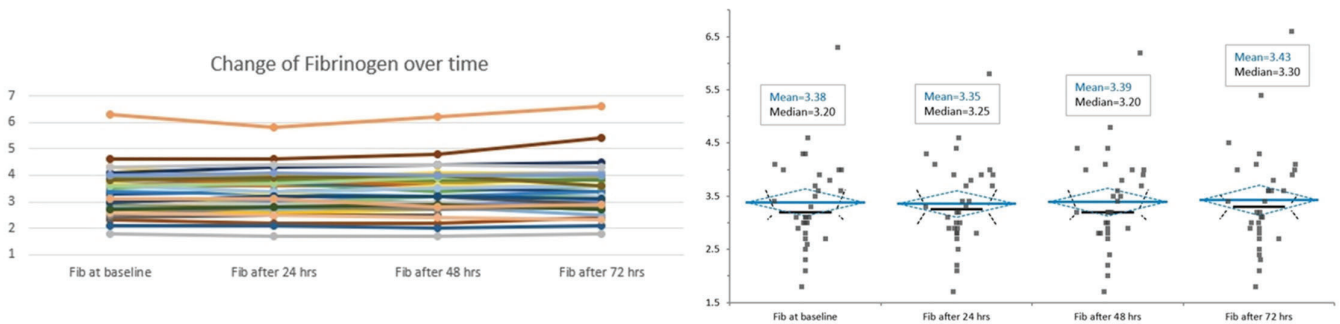 Change of Fibrinogen over time
7
6
5
4
3
2
1
Fib at baseline Fib after 24 hrs Fib after 48 hrs Fib after 72 hrs
6.5
5.5
4.5
3.5
2.5
1.5
Mean=3.38
Median=3.20
Mean=3.35
Median=3.25
Mean=3.39
Median=3.20
Mean=3.43
Median=3.30
Fib at baseline Fib after 24 hrs Fib after 48 hrs Fib after 72 hrs